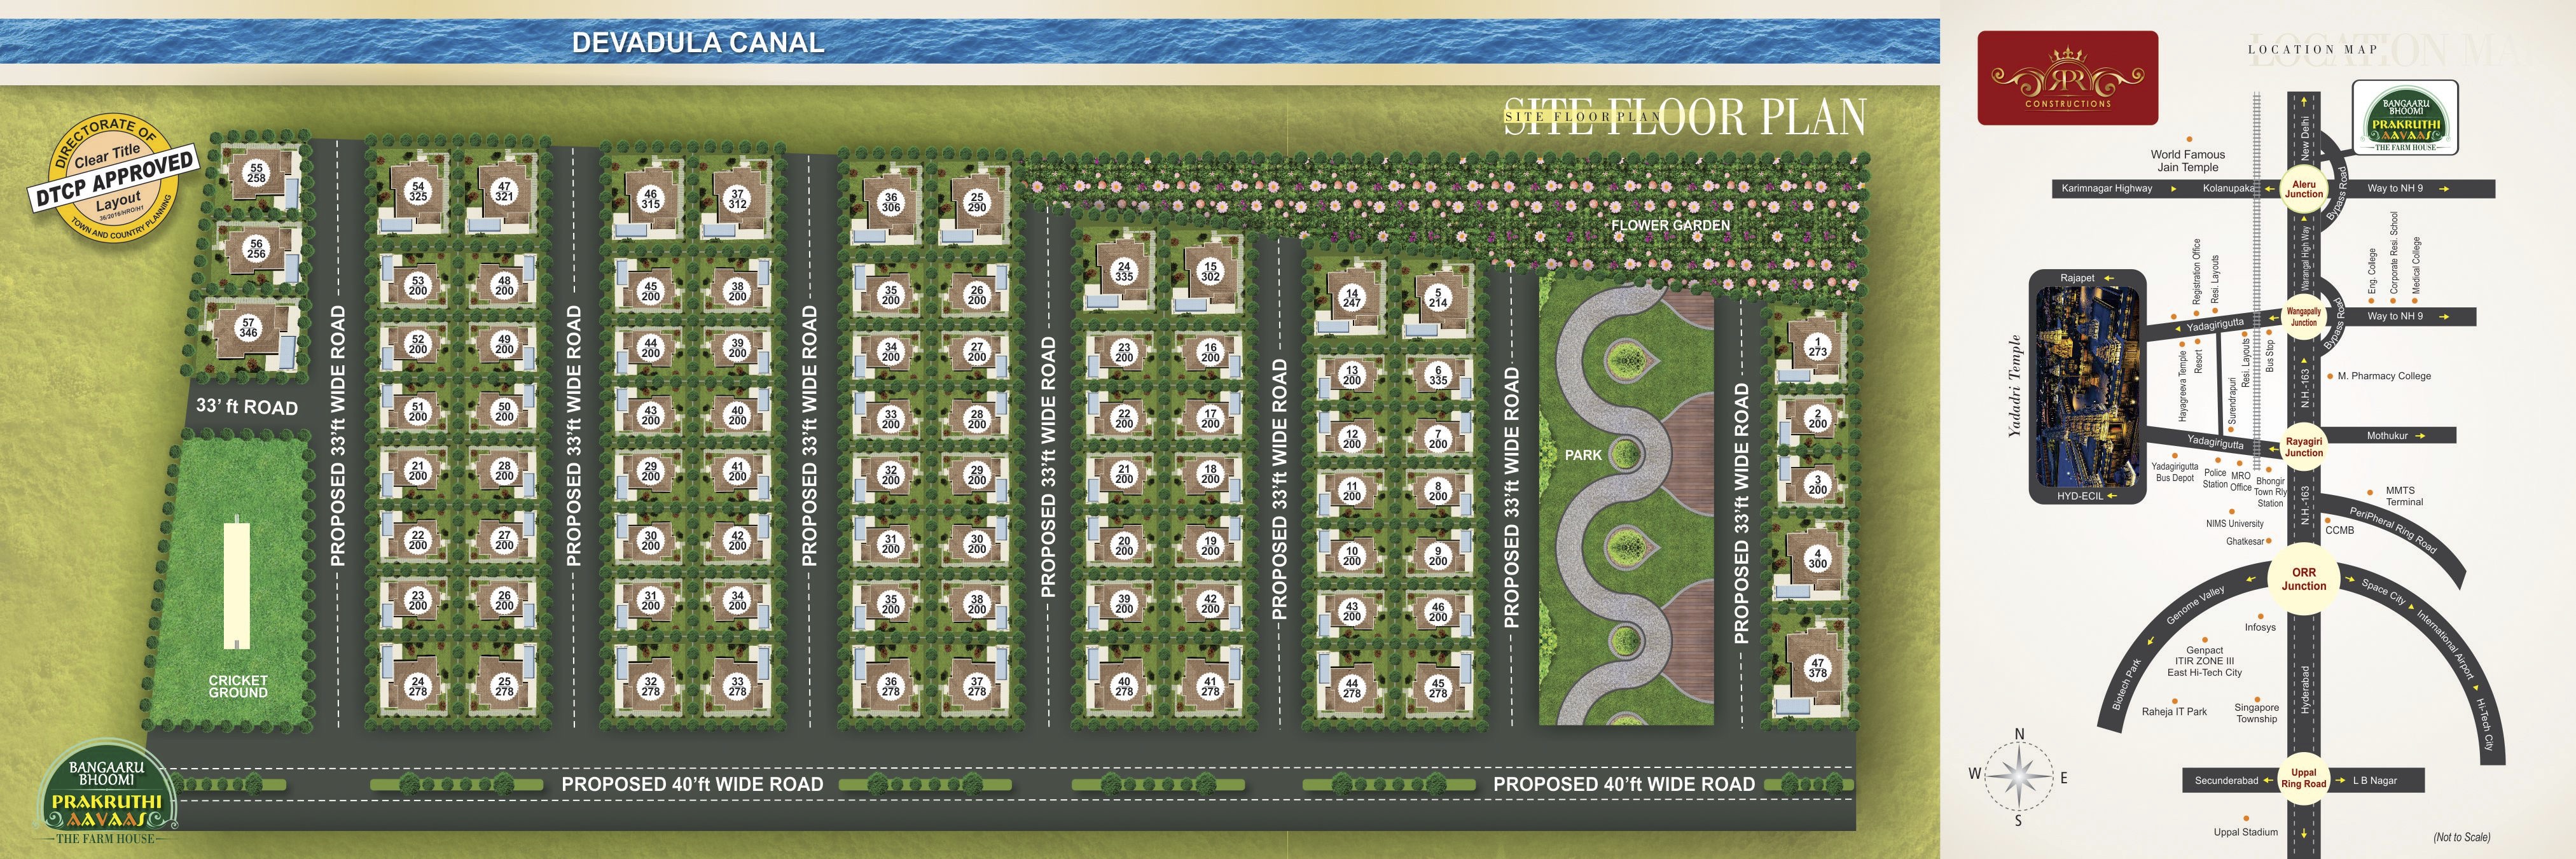 DEVADULA CANAL
SITE FLOOR PLAN
SITE FLOOR PLAN
DIRECTORATE OF
Clear Title
DTCP APPROVED
Layout
36/2016/HRO/H1
TOWN AND COUNTRY PLANNING
55
258
56
256
57
346
33' ft ROAD
CRICKET
GROUND
PROPOSED 33'ft WIDE ROAD
54
325
47
321
53
200
48
200
52
200
49
200
51
200
50
200
21
200
28
200
22
200
27
200
23
200
26
200
24
278
25
278
PROPOSED 33'ft WIDE ROAD
46
315
37
312
45
200
38
200
44
200
39
200
43
200
40
200
29
200
41
200
30
200
42
200
31
200
34
200
32
278
33
278
PROPOSED 33'ft WIDE ROAD
36
306
25
290
35
200
26
200
34
200
27
200
33
200
28
200
32
200
29
200
31
200
30
200
35
200
38
200
36
278
37
278
PROPOSED 33'ft WIDE ROAD
24
335
15
302
23
200
16
200
22
200
17
200
21
200
18
200
20
200
19
200
39
200
42
200
40
278
41
278
PROPOSED 33'ft WIDE ROAD
14
247
5
214
13
200
6
335
12
200
7
200
11
200
8
200
10
200
9
200
43
200
46
200
44
278
45
278
PROPOSED 33'ft WIDE ROAD
FLOWER GARDEN
PARK
PROPOSED 33'ft WIDE ROAD
1
273
2
200
3
200
4
300
47
378
PROPOSED 40'ft WIDE ROAD
PROPOSED 40'ft WIDE ROAD
BANGAARU
BHOOMI
PRAKRUTHI
AAVAAS
THE FARM HOUSE
RPR
CONSTRUCTIONS
LOCATION MAP
LOCATION MAP
BANGAARU
BHOOMI
PRAKRUTHI
AAVAAS
THE FARM HOUSE
New Delhi
World Famous
Jain Temple
Karimnagar Highway
Kolanupaka
Aleru
Junction
Way to NH 9
Bypass Road
Warangal High Way
Registration Office
Resi. Layouts
Eng. College
Corporate Resi. School
Medical College
Rajapet
Yadagirigutta
Wangapally
Junction
Way to NH 9
Bypass Road
Yadadri Temple
Hayagreeva Temple
Resort
Surendrapuri
Resi. Layouts
Bus Stop
N.H.-163
M. Pharmacy College
Yadagirigutta
Rayagiri
Junction
Mothukur
HYD-ECIL
Yadagirigutta
Bus Depot
Police
Station
MRO
Office
Bhongir
Town Rly
Station
N.H.-163
MMTS
Terminal
NIMS University
CCMB
PeriPheral Ring Road
Ghatkesar
ORR
Junction
Genome Valley
Biotech Park
Space City
International Airport
Hi-Tech City
Infosys
Genpact
ITIR ZONE III
East Hi-Tech City
Raheja IT Park
Singapore
Township
Hyderabad
N
W
E
S
Secunderabad
Uppal
Ring Road
L B Nagar
Uppal Stadium
(Not to Scale)